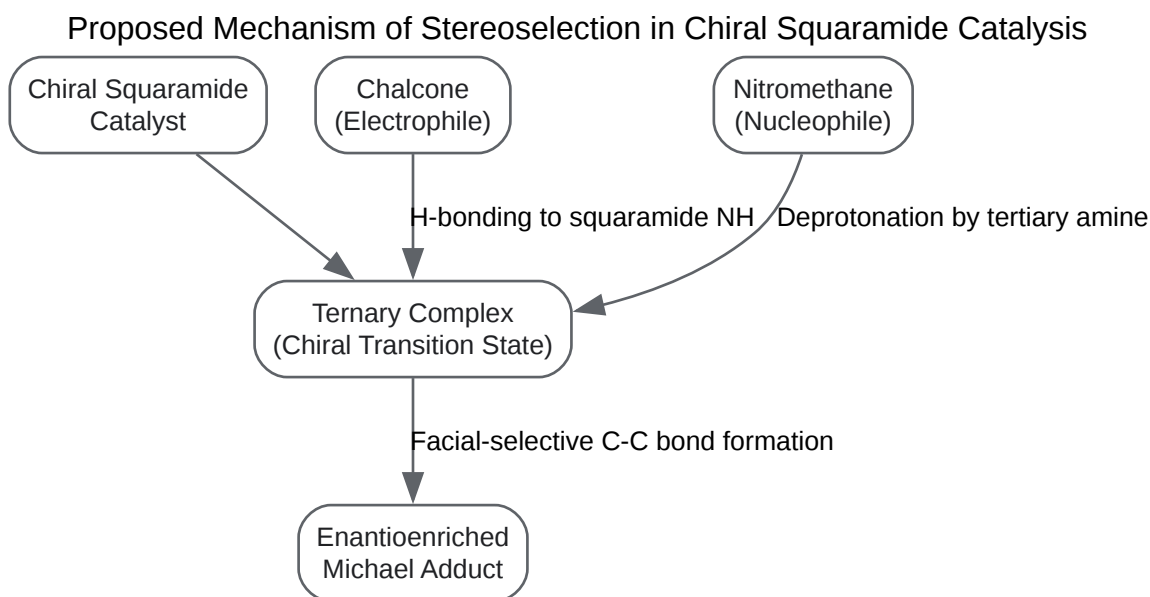 Proposed Mechanism of Stereoselection in Chiral Squaramide Catalysis
Chiral Squaramide
Catalyst
Chalcone
(Electrophile)
Nitromethane
(Nucleophile)
H-bonding to squaramide NH
Deprotonation by tertiary amine
Ternary Complex
(Chiral Transition State)
Facial-selective C-C bond formation
Enantioenriched
Michael Adduct